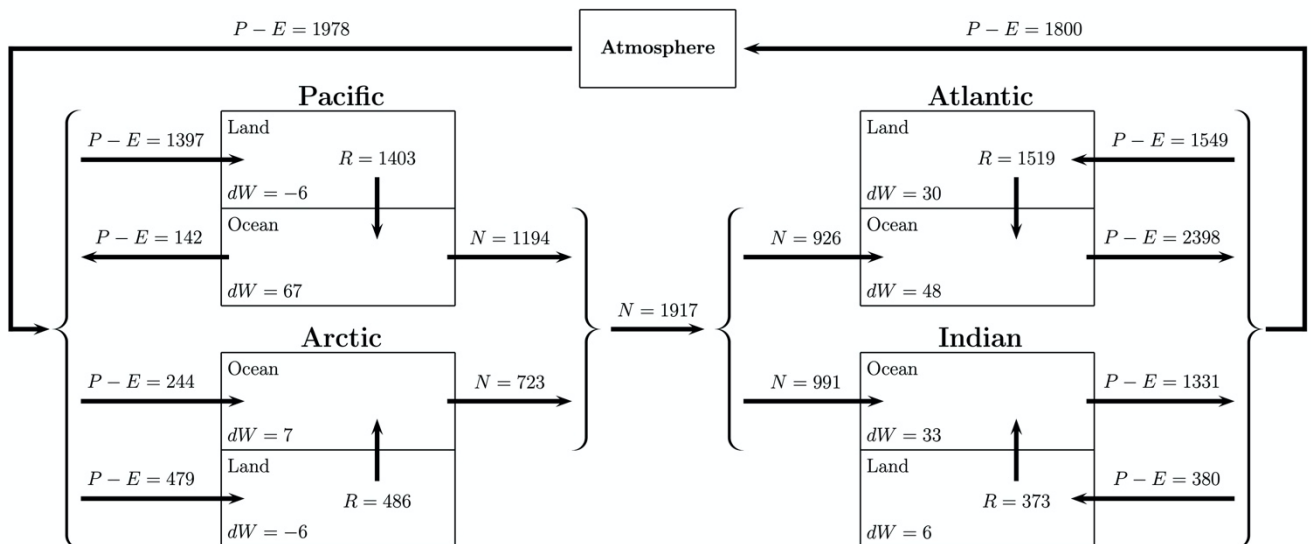 P − E = 1978
Atmosphere
P − E = 1800
Pacific
Land
P − E = 1397
R = 1403
dW = −6
Ocean
P − E = 142
N = 1194
dW = 67
Arctic
Ocean
P − E = 244
N = 723
dW = 7
Land
P − E = 479
R = 486
dW = −6
N = 1917
Atlantic
Land
R = 1519
P − E = 1549
dW = 30
Ocean
N = 926
P − E = 2398
dW = 48
Indian
Ocean
N = 991
P − E = 1331
dW = 33
Land
P − E = 380
R = 373
dW = 6